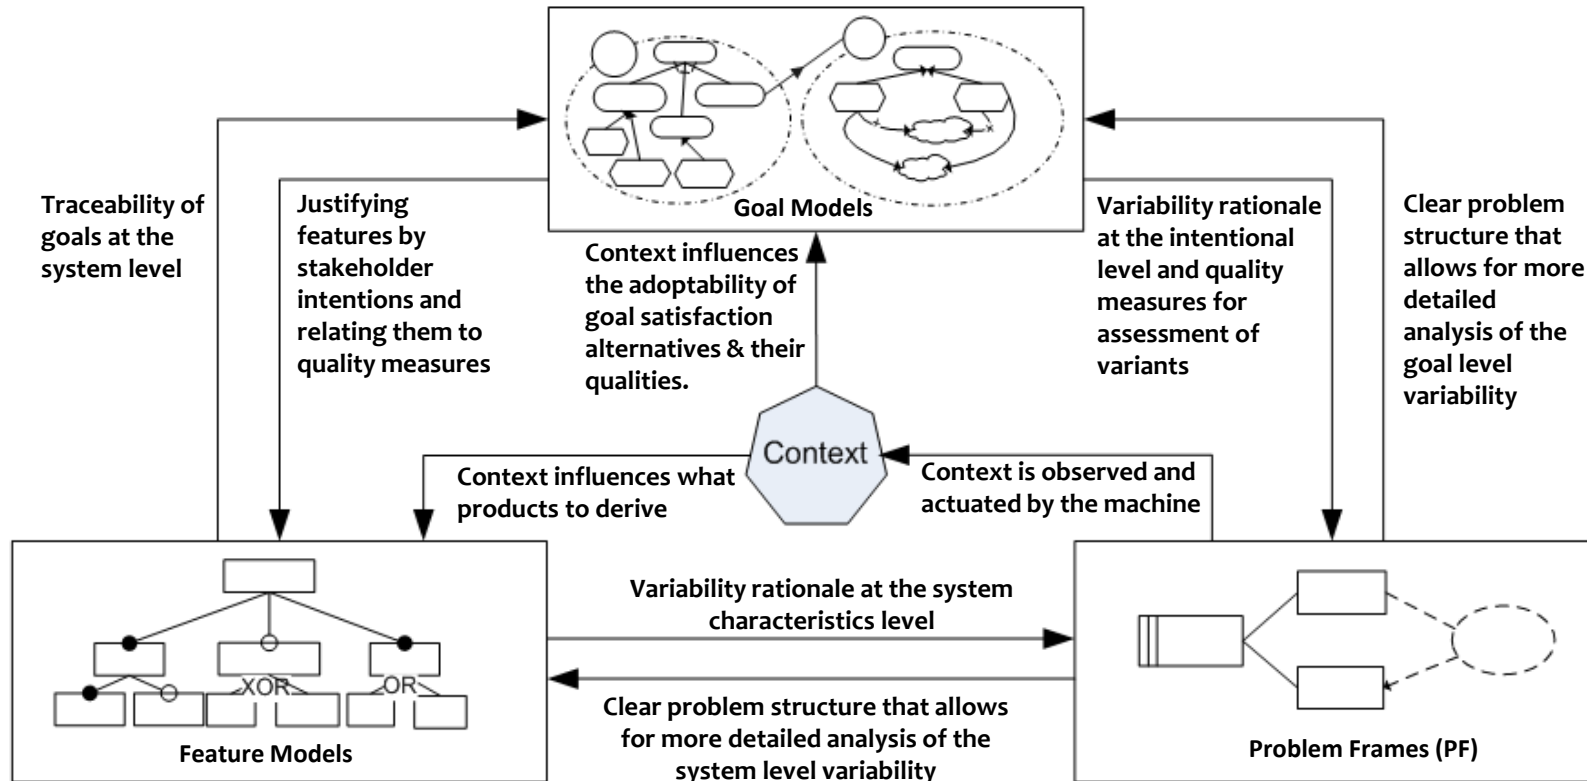 Goal Models
Traceability of
goals at the
system level
Justifying
features by
stakeholder
intentions and
relating them to
quality measures
Context influences
the adoptability of
goal satisfaction
alternatives & their
qualities.
Variability rationale
at the intentional
level and quality
measures for
assessment of
variants
Clear problem
structure that
allows for more
detailed
analysis of the
goal level
variability
Context
Context influences what
products to derive
Context is observed and
actuated by the machine
Variability rationale at the system
characteristics level
Clear problem structure that allows
for more detailed analysis of the
system level variability
XOR
OR
Feature Models
Problem Frames (PF)